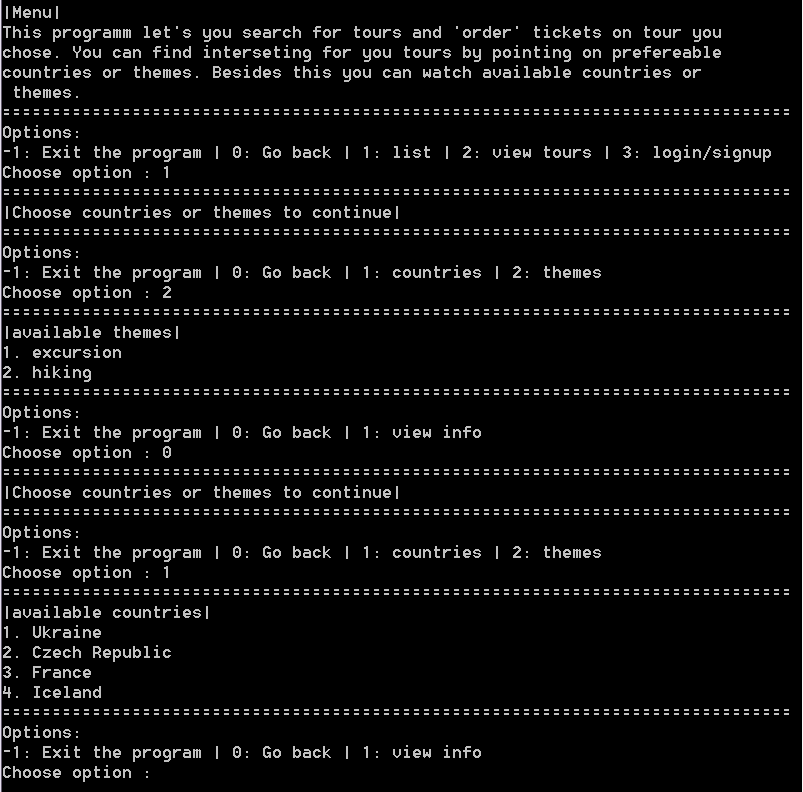 |Menu|
This programm let's you search for tours and 'order' tickets on tour you
chose. You can find interseting for you tours by pointing on prefereable
countries or themes. Besides this you can watch available countries or
 themes.
===============================================================================
Options:
-1: Exit the program | 0: Go back | 1: list | 2: view tours | 3: login/signup
Choose option : 1
===============================================================================
|Choose countries or themes to continue|
===============================================================================
Options:
-1: Exit the program | 0: Go back | 1: countries | 2: themes
Choose option : 2
===============================================================================
|available themes|
1. excursion
2. hiking
===============================================================================
Options:
-1: Exit the program | 0: Go back | 1: view info
Choose option : 0
===============================================================================
|Choose countries or themes to continue|
===============================================================================
Options:
-1: Exit the program | 0: Go back | 1: countries | 2: themes
Choose option : 1
===============================================================================
|available countries|
1. Ukraine
2. Czech Republic
3. France
4. Iceland
===============================================================================
Options:
-1: Exit the program | 0: Go back | 1: view info
Choose option :